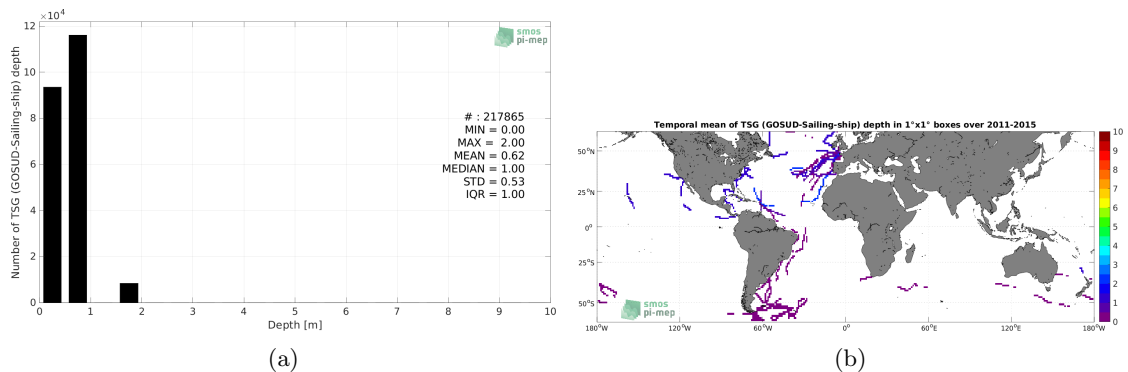 ×10⁴
12
10
8
6
4
2
0
Number of TSG (GOSUD-Sailing-ship) depth
smos
pi-mep
# : 217865
MIN = 0.00
MAX = 2.00
MEAN = 0.62
MEDIAN = 1.00
STD = 0.53
IQR = 1.00
0 1 2 3 4 5 6 7 8 9 10
Depth [m]
(a)
Temporal mean of TSG (GOSUD-Sailing-ship) depth in 1°x1° boxes over 2011-2015
50°N
25°N
0°
25°S
50°S
smos
pi-mep
180°W 120°W 60°W 0° 60°E 120°E 180°W
10
9
8
7
6
5
4
3
2
1
0
(b)